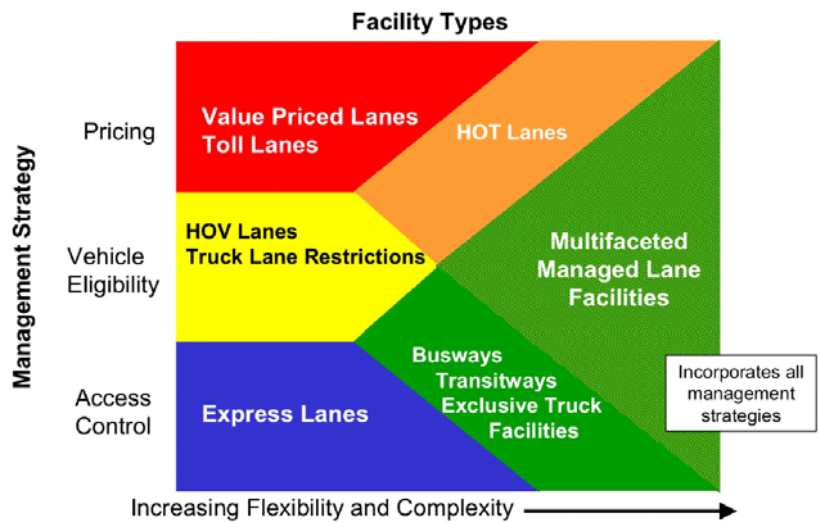 Facility Types
Management Strategy
Pricing
Value Priced Lanes
Toll Lanes
HOT Lanes
Vehicle
Eligibility
HOV Lanes
Truck Lane Restrictions
Multifaceted
Managed Lane
Facilities
Access
Control
Express Lanes
Busways
Transitways
Exclusive Truck
Facilities
Incorporates all
management
strategies
Increasing Flexibility and Complexity